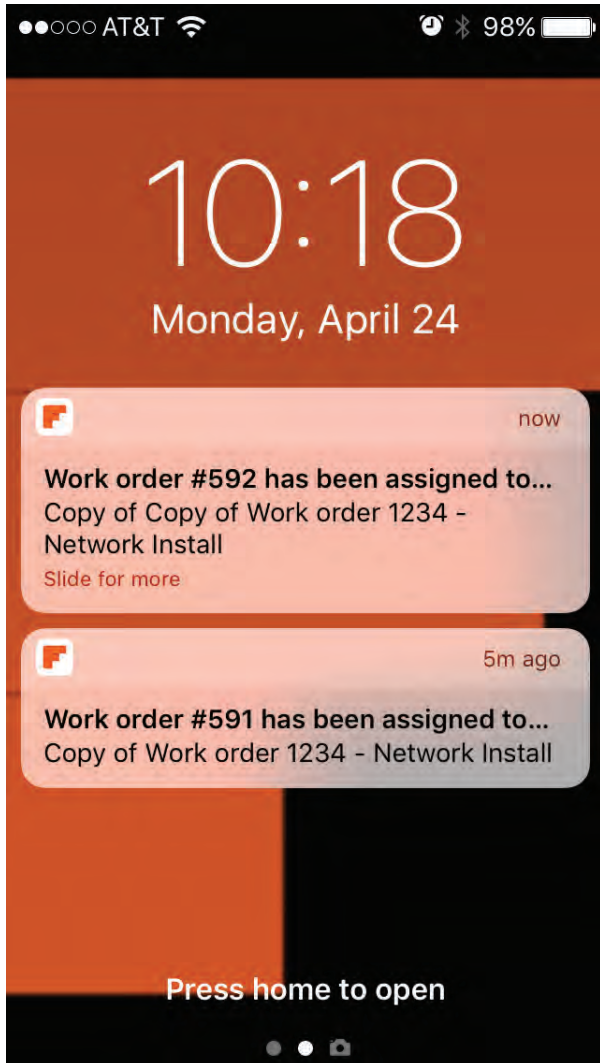 AT&T 98%
10:18
Monday, April 24
now
Work order #592 has been assigned to...
Copy of Copy of Work order 1234 -
Network Install
Slide for more
5m ago
Work order #591 has been assigned to...
Copy of Work order 1234 - Network Install
Press home to open